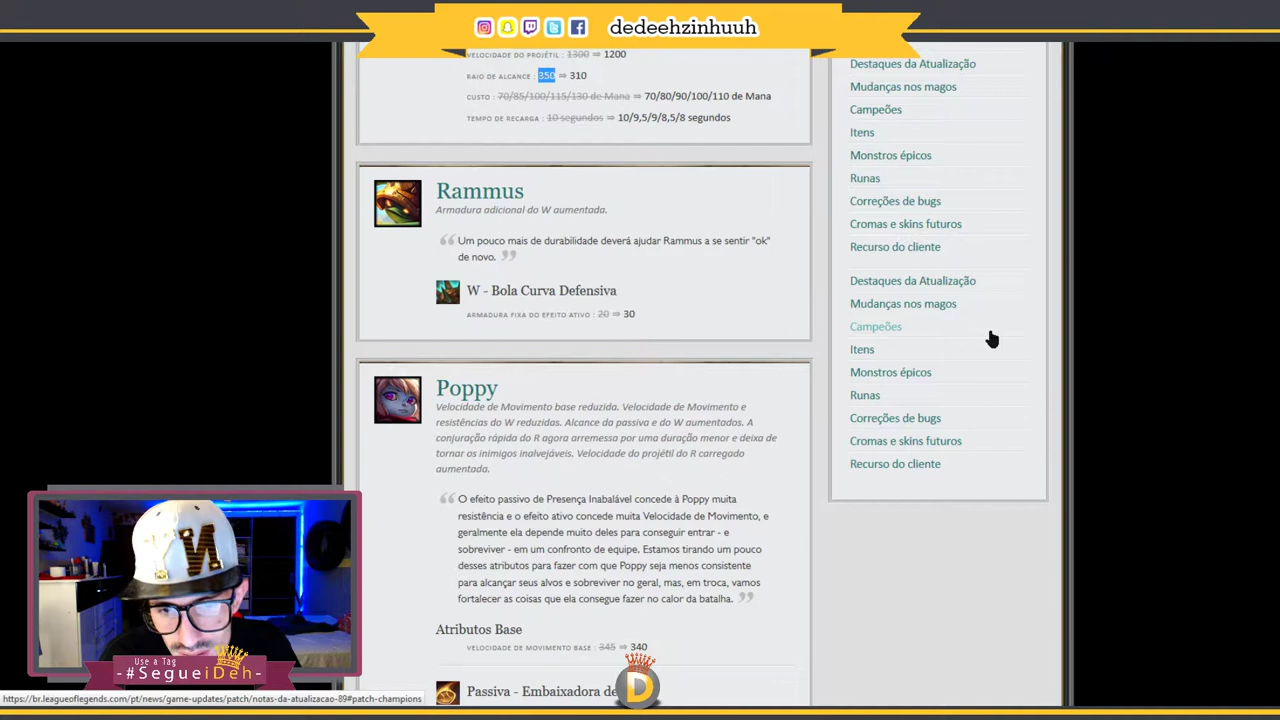 dedeehzinhuuh
VELOCIDADE DO PROJÉTIL : 1300 ⇒ 1200
RAIO DE ALCANCE : 350 ⇒ 310
CUSTO : 70/85/100/115/130 de Mana ⇒ 70/80/90/100/110 de Mana
TEMPO DE RECARGA : 10 segundos ⇒ 10/9,5/9/8,5/8 segundos
Rammus
Armadura adicional do W aumentada.
Um pouco mais de durabilidade deverá ajudar Rammus a se sentir "ok"
de novo.
W - Bola Curva Defensiva
ARMADURA FIXA DO EFEITO ATIVO : 20 ⇒ 30
Poppy
Velocidade de Movimento base reduzida. Velocidade de Movimento e
resistências do W reduzidas. Alcance da passiva e do W aumentados. A
conjuração rápida do R agora arremessa por uma duração menor e deixa de
tornar os inimigos inalvejáveis. Velocidade do projétil do R carregado
aumentada.
O efeito passivo de Presença Inabalável concede à Poppy muita
resistência e o efeito ativo concede muita Velocidade de Movimento, e
geralmente ela depende muito deles para conseguir entrar - e
sobreviver - em um confronto de equipe. Estamos tirando um pouco
desses atributos para fazer com que Poppy seja menos consistente
para alcançar seus alvos e sobreviver no geral, mas, em troca, vamos
fortalecer as coisas que ela consegue fazer no calor da batalha.
Atributos Base
VELOCIDADE DE MOVIMENTO BASE : 345 ⇒ 340
Passiva - Embaixadora de
Destaques da Atualização
Mudanças nos magos
Campeões
Itens
Monstros épicos
Runas
Correções de bugs
Cromas e skins futuros
Recurso do cliente
Destaques da Atualização
Mudanças nos magos
Campeões
Itens
Monstros épicos
Runas
Correções de bugs
Cromas e skins futuros
Recurso do cliente
Use a Tag
-#SegueiDeh-
D
https://br.leagueoflegends.com/pt/news/game-updates/patch/notas-da-atualizacao-89#patch-champions